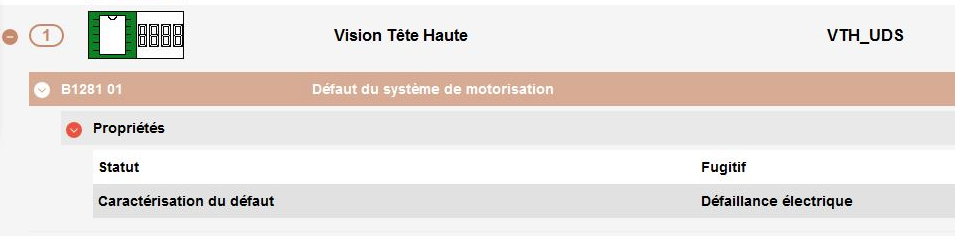 1 Vision Tête Haute VTH_UDS
B1281 01 Défaut du système de motorisation
Propriétés
Statut Fugitif
Caractérisation du défaut Défaillance électrique